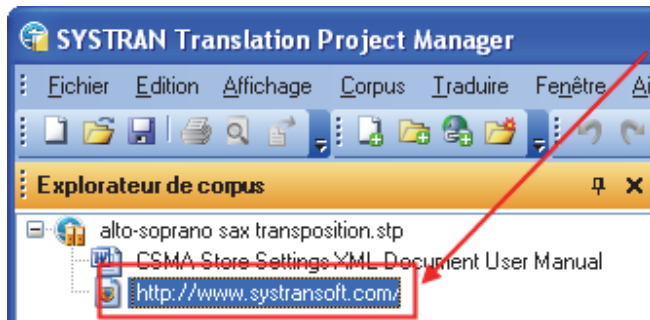 SYSTRAN Translation Project Manager
Fichier Edition Affichage Corpus Traduire Fenêtre
Explorateur de corpus
alto-soprano sax transposition.stp
CSMA Store Settings XML Document User Manual
http://www.systransoft.com/